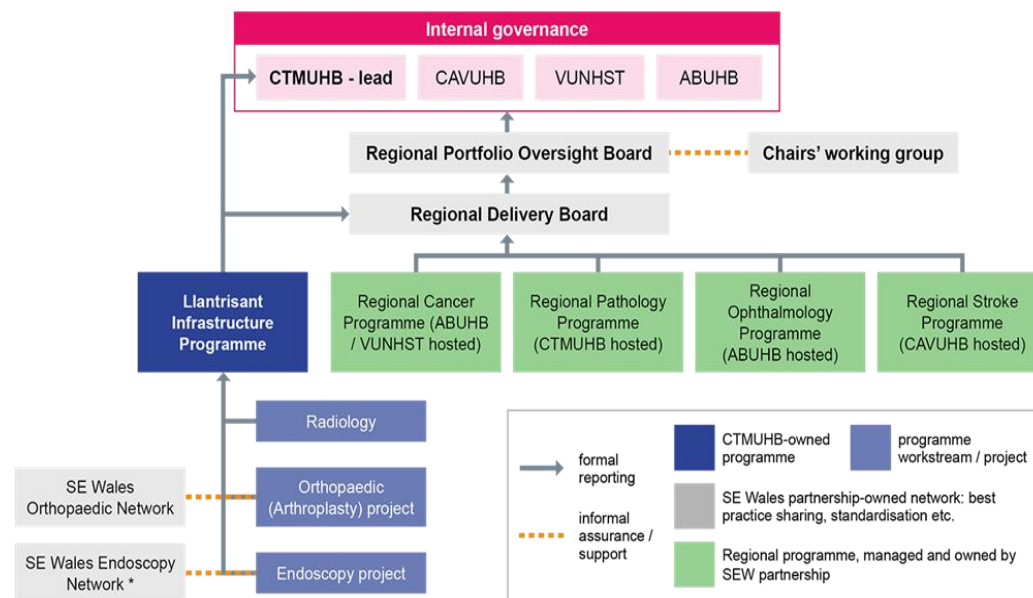 Internal governance
CTMUHB - lead
CAVUHB
VUNHST
ABUHB
Regional Portfolio Oversight Board
Chairs' working group
Regional Delivery Board
Llantrisant
Infrastructure
Programme
Regional Cancer
Programme (ABUHB
/ VUNHST hosted)
Regional Pathology
Programme
(CTMUHB hosted)
Regional
Ophthalmology
Programme
(ABUHB hosted)
Regional Stroke
Programme
(CAVUHB hosted)
Radiology
SE Wales
Orthopaedic Network
Orthopaedic
(Arthroplasty) project
SE Wales Endoscopy
Network *
Endoscopy project
formal
reporting
informal
assurance /
support
CTMUHB-owned
programme
programme
workstream / project
SE Wales partnership-owned network: best
practice sharing, standardisation etc.
Regional programme, managed and owned by
SEW partnership